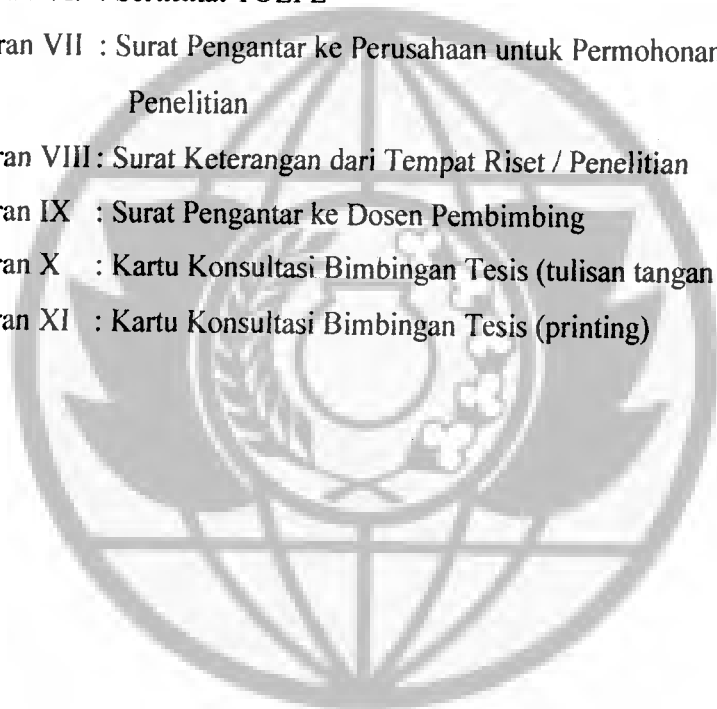 ran VII : Surat Pengantar ke Perusahaan untuk Permohonan
Penelitian
ran VIII : Surat Keterangan dari Tempat Riset / Penelitian
ran IX : Surat Pengantar ke Dosen Pembimbing
ran X : Kartu Konsultasi Bimbingan Tesis (tulisan tangan
ran XI : Kartu Konsultasi Bimbingan Tesis (printing)